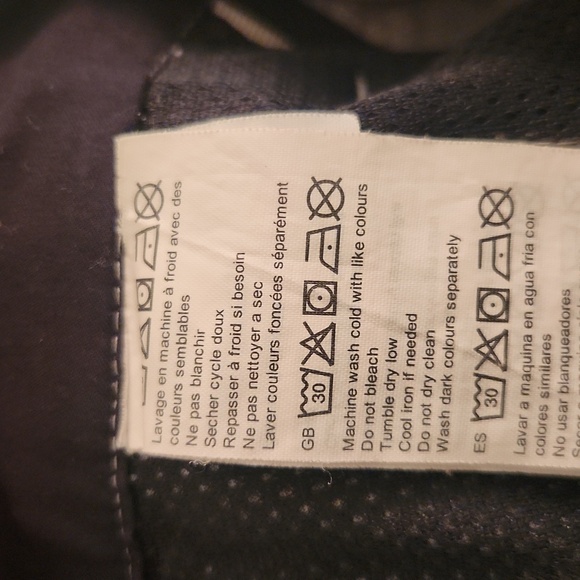 Lavage en machine à froid avec des
couleurs semblables
Ne pas blanchir
Secher cycle doux
Repasser à froid si besoin
Ne pas nettoyer a sec
Laver couleurs foncées séparément
GB
30
Machine wash cold with like colours
Do not bleach
Tumble dry low
Cool iron if needed
Do not dry clean
Wash dark colours separately
ES
30
Lavar a maquina en agua fria con
colores similares
No usar blanqueadores